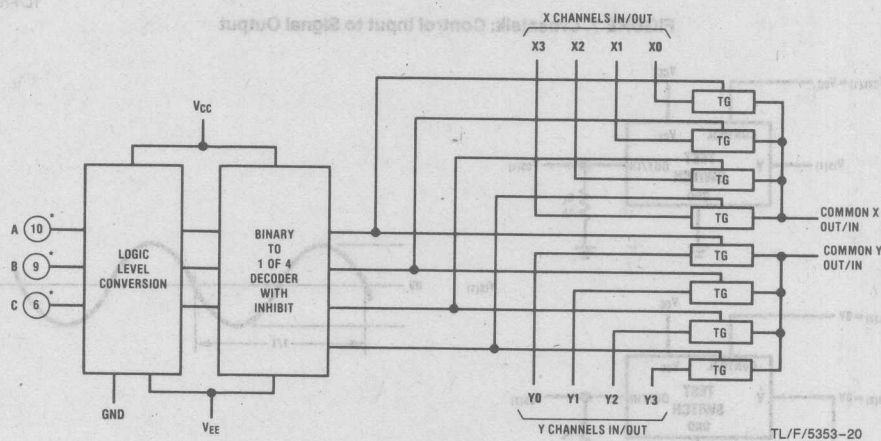 X CHANNELS IN/OUT
X3 X2 X1 X0
TG
VCC
TG
TG
TG
COMMON X
OUT/IN
A 10 *
B 9 *
C 6 *
LOGIC
LEVEL
CONVERSION
BINARY
TO
1 OF 4
DECODER
WITH
INHIBIT
TG
COMMON Y
OUT/IN
TG
TG
TG
GND
VEE
Y0 Y1 Y2 Y3
Y CHANNELS IN/OUT
TL/F/5353-20